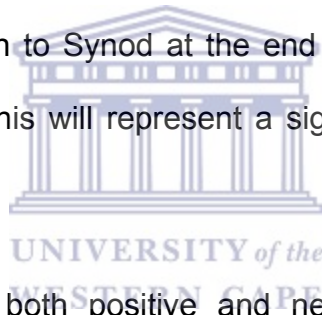 n to Synod at the end
his will represent a sig
UNIVERSITY of the
WESTERN CAPE
both positive and ne